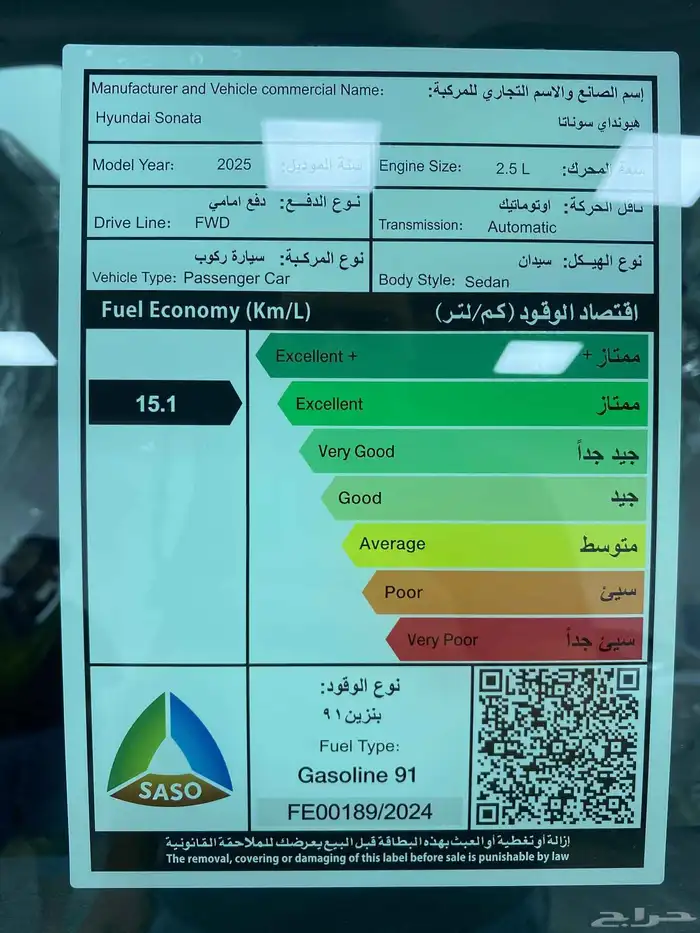 Manufacturer and Vehicle commercial Name:
إسم الصانع والاسم التجاري للمركبة:
Hyundai Sonata
هيونداي سوناتا
Model Year: 2025 سنة الموديل:
Engine Size: 2.5 L سعة المحرك:
نوع الدفع: دفع امامي
Drive Line: FWD
ناقل الحركة: اوتوماتيك
Transmission: Automatic
نوع المركبة: سيارة ركوب
Vehicle Type: Passenger Car
نوع الهيكل: سيدان
Body Style: Sedan
Fuel Economy (Km/L)
اقتصاد الوقود (كم/لتر)
Excellent + ممتاز +
15.1
Excellent ممتاز
Very Good جيد جداً
Good جيد
Average متوسط
Poor سيئ
Very Poor سيئ جداً
SASO
نوع الوقود:
بنزين ٩١
Fuel Type:
Gasoline 91
FE00189/2024
إزالة أو تغطية أو العبث بهذه البطاقة قبل البيع يعرضك للملاحقة القانونية
The removal, covering or damaging of this label before sale is punishable by law
حراج